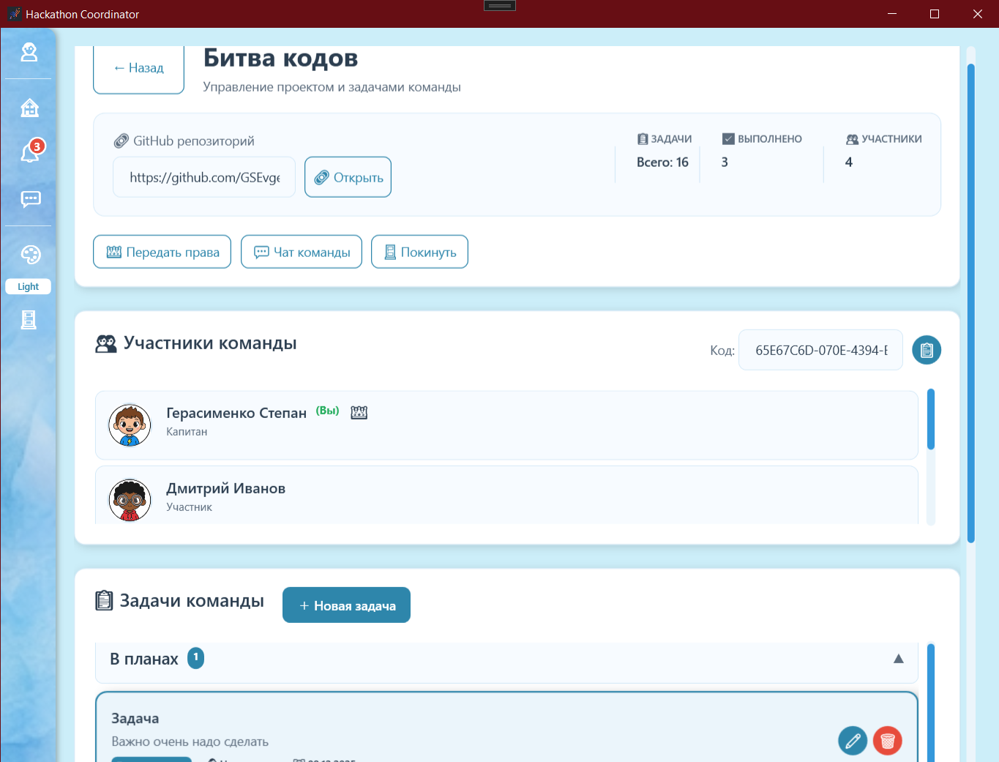 Hackathon Coordinator
← Назад
Битва кодов
Управление проектом и задачами команды
GitHub репозиторий
ЗАДАЧИ
ВЫПОЛНЕНО
УЧАСТНИКИ
https://github.com/GSEvge
Открыть
Всего: 16
3
4
3
Передать права
Чат команды
Покинуть
Light
Участники команды
Код:
65E67C6D-070E-4394-E
Герасименко Степан (Вы)
Капитан
Дмитрий Иванов
Участник
Задачи команды
+ Новая задача
В планах 1
Задача
Важно очень надо сделать